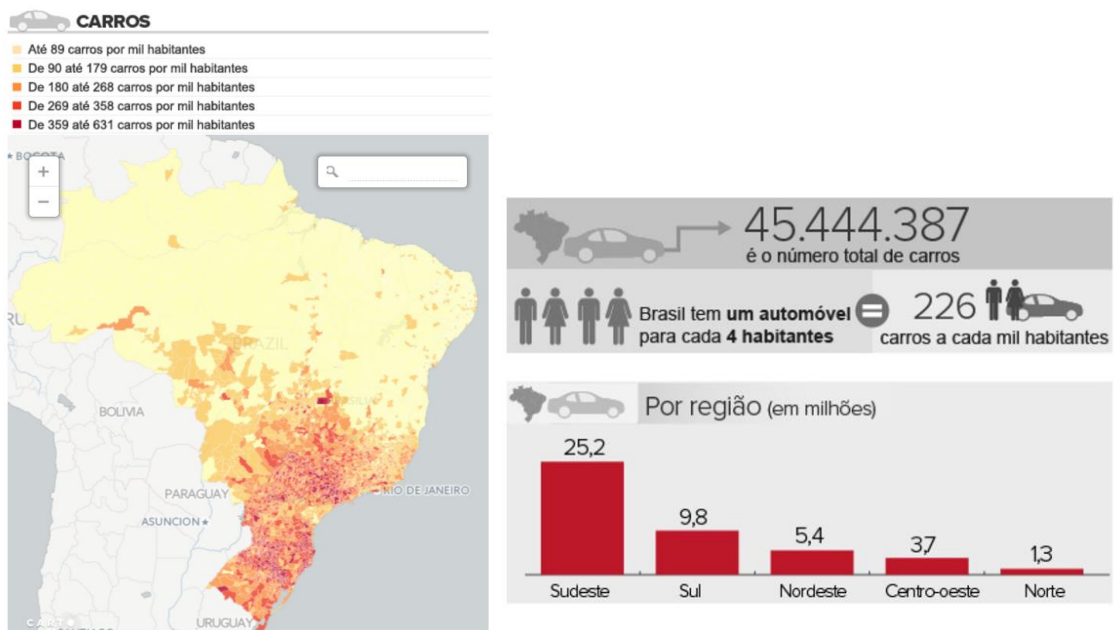 CARROS
Até 89 carros por mil habitantes
De 90 até 179 carros por mil habitantes
De 180 até 268 carros por mil habitantes
De 269 até 358 carros por mil habitantes
De 359 até 631 carros por mil habitantes
BOGOTA
+
−
BRAZIL
BOLIVIA
PARAGUAY
RIO DE JANEIRO
ASUNCION
URUGUAY
CARTO
45.444.387
é o número total de carros
Brasil tem um automóvel
para cada 4 habitantes
=
226
carros a cada mil habitantes
Por região (em milhões)
25,2
9,8
5,4
3,7
1,3
Sudeste
Sul
Nordeste
Centro-oeste
Norte